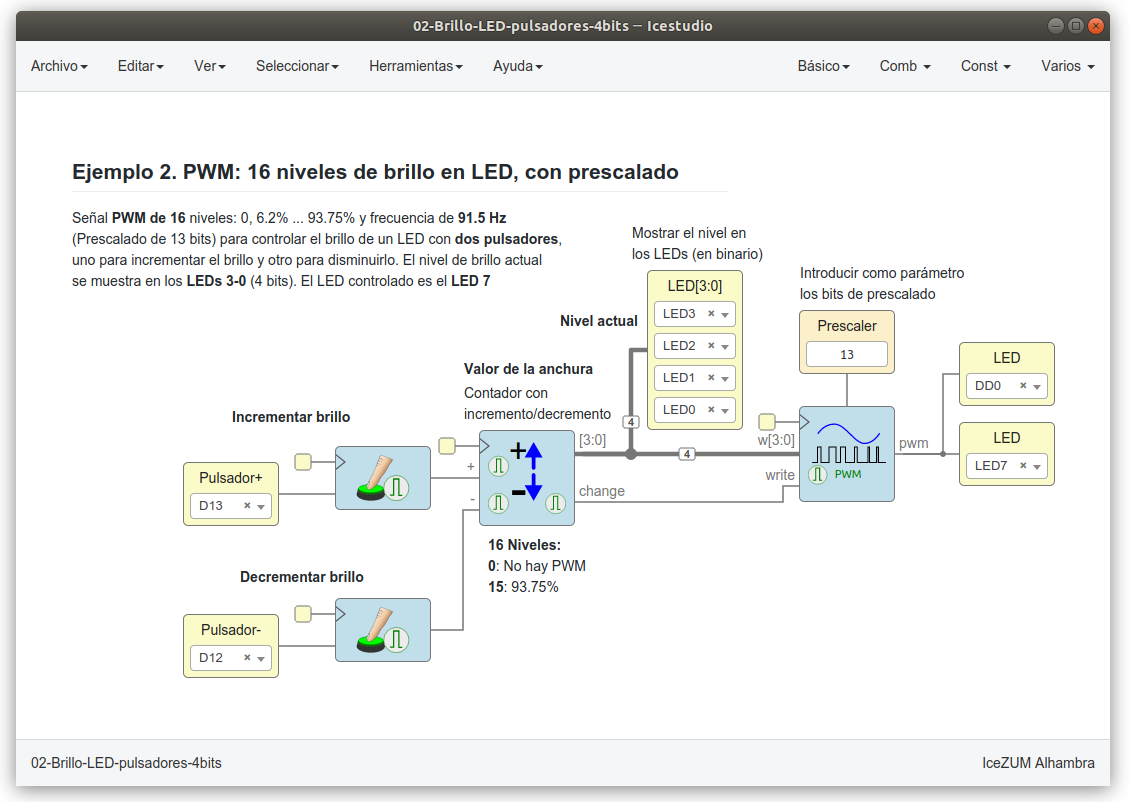 02-Brillo-LED-pulsadores-4bits — Icestudio
Archivo Editar Ver Seleccionar Herramientas Ayuda Básico Comb Const Varios
Ejemplo 2. PWM: 16 niveles de brillo en LED, con prescalado
Señal PWM de 16 niveles: 0, 6.2% ... 93.75% y frecuencia de 91.5 Hz
(Prescalado de 13 bits) para controlar el brillo de un LED con dos pulsadores,
uno para incrementar el brillo y otro para disminuirlo. El nivel de brillo actual
se muestra en los LEDs 3-0 (4 bits). El LED controlado es el LED 7
Mostrar el nivel en
los LEDs (en binario)
LED[3:0]
LED3 ×
LED2 ×
LED1 ×
LED0 ×
Introducir como parámetro
los bits de prescalado
Prescaler
13
Nivel actual
Valor de la anchura
Contador con
incremento/decremento
4
[3:0]
+
-
change
+
-
4
w[3:0]
write
PWM
pwm
LED
DD0 ×
LED
LED7 ×
Incrementar brillo
Pulsador+
D13 ×
16 Niveles:
0: No hay PWM
15: 93.75%
Decrementar brillo
Pulsador-
D12 ×
02-Brillo-LED-pulsadores-4bits
IceZUM Alhambra